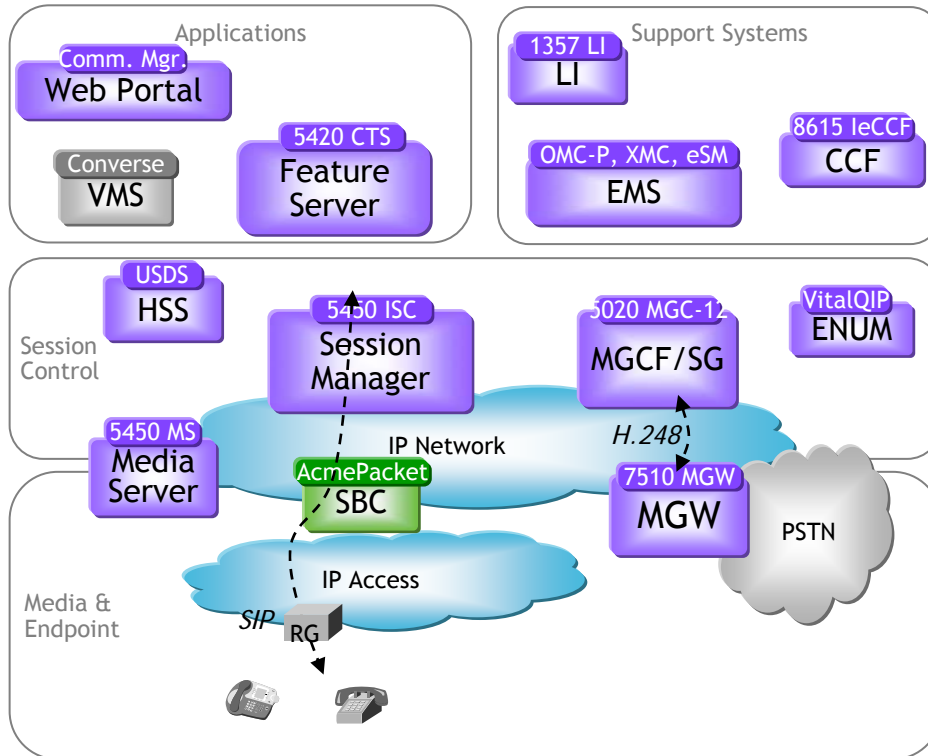 Applications
Comm. Mgr.
Web Portal
5420 CTS
Feature
Server
Converse
VMS
Support Systems
1357 LI
LI
8615 IeCCF
CCF
OMC-P, XMC, eSM
EMS
Session
Control
USDS
HSS
5450 ISC
Session
Manager
5020 MGC-12
MGCF/SG
VitalQIP
ENUM
5450 MS
Media
Server
IP Network
H.248
AcmePacket
SBC
7510 MGW
MGW
PSTN
Media &
Endpoint
IP Access
SIP
RG